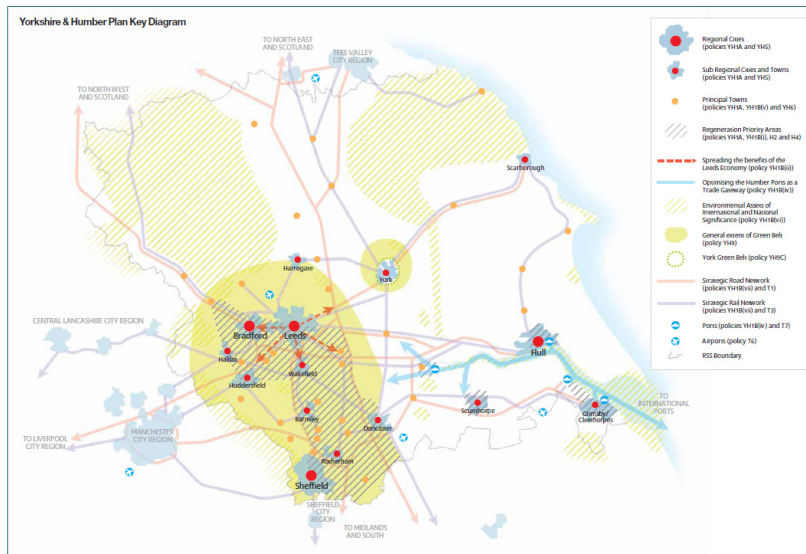 Yorkshire & Humber Plan Key Diagram
TO NORTH EAST
AND SCOTLAND
TEES VALLEY
CITY REGION
TO NORTH WEST
AND SCOTLAND
Scarborough
Harrogate
York
CENTRAL LANCASHIRE CITY REGION
Bradford
Leeds
Hull
Halifax
Wakefield
Huddersfield
Scunthorpe
Grimsby/
Cleethorpes
TO
INTERNATIONAL
PORTS
Barnsley
Doncaster
MANCHESTER
CITY REGION
TO LIVERPOOL
CITY REGION
Rotherham
Sheffield
SHEFFIELD
CITY
REGION
TO MIDLANDS
AND SOUTH
Regional Cities
(policies YH1A and YH5)
Sub Regional Cities and Towns
(policies YH1A and YH5)
Principal Towns
(policies YH1A, YH1B(v) and YH6)
Regeneration Priority Areas
(policies YH1A, YH1B(i), H2 and H4)
Spreading the benefits of the
Leeds Economy (policy YH1B(ii))
Optimising the Humber Ports as a
Trade Gateway (policy YH1B(iv))
Environmental Assets of
International and National
Significance (policy YH1B(vi))
General extent of Green Belt
(policy YH9)
York Green Belt (policy YH9C)
Strategic Road Network
(policies YH1B(vii) and T1)
Strategic Rail Network
(policies YH1B(vii) and T3)
Ports (policies YH1B(iv) and T7)
Airports (policy T6)
RSS Boundary